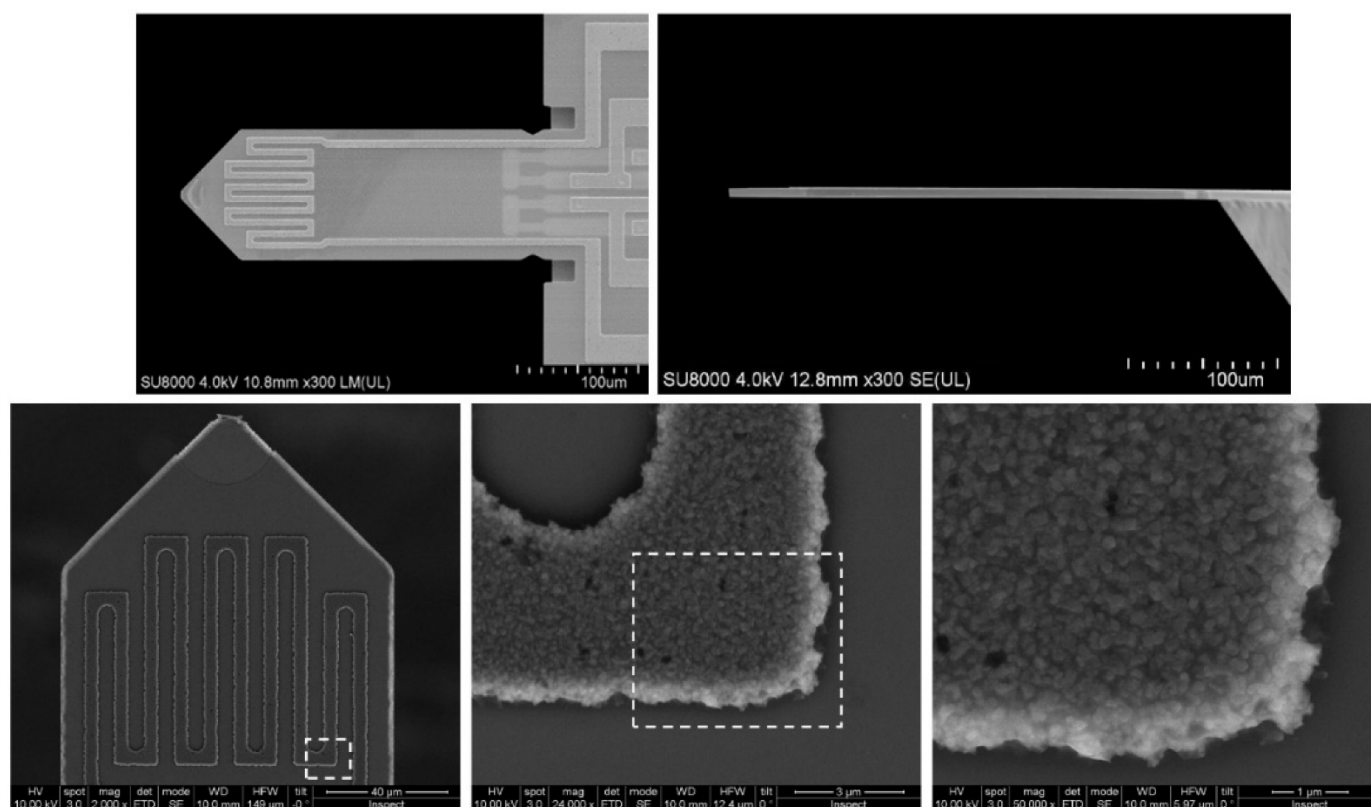 SU8000 4.0kV 10.8mm x300 LM(UL)
100um
SU8000 4.0kV 12.8mm x300 SE(UL)
100um
HV spot mag det mode WD HFW tilt
40 µm
10.00 kV 3.0 2 000 x ETD SE 10.0 mm 149 µm -0 °
Inspect
HV spot mag det mode WD HFW tilt
3 µm
10.00 kV 3.0 24 000 x ETD SE 10.0 mm 12.4 µm 0 °
Inspect
HV spot mag det mode WD HFW tilt
1 µm
10.00 kV 3.0 50 000 x ETD SE 10.0 mm 5.97 µm 0 °
Inspect